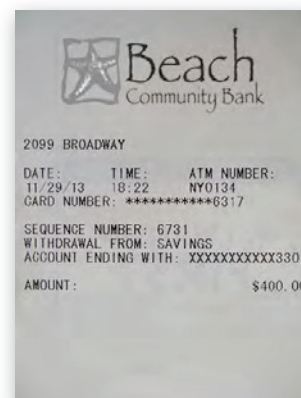 Beach
Community Bank
2099 BROADWAY
DATE: TIME: ATM NUMBER:
11/29/13 18:22 NY0134
CARD NUMBER: ************6317
SEQUENCE NUMBER: 6731
WITHDRAWAL FROM: SAVINGS
ACCOUNT ENDING WITH: XXXXXXXXXXX330
AMOUNT: $400.00